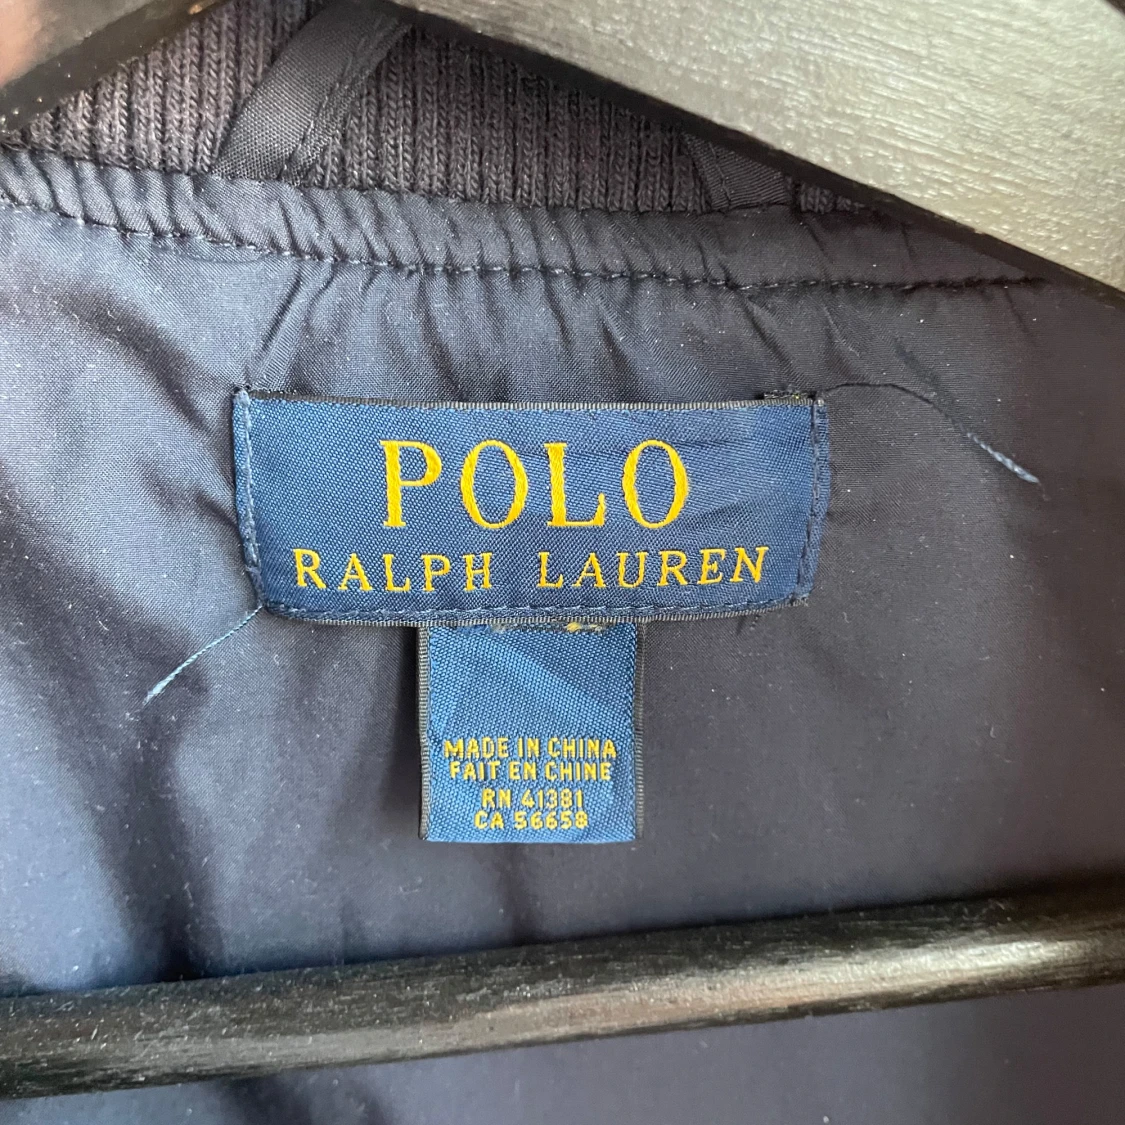 POLO
RALPH LAUREN
MADE IN CHINA
FAIT EN CHINE
RN 41381
CA 56658